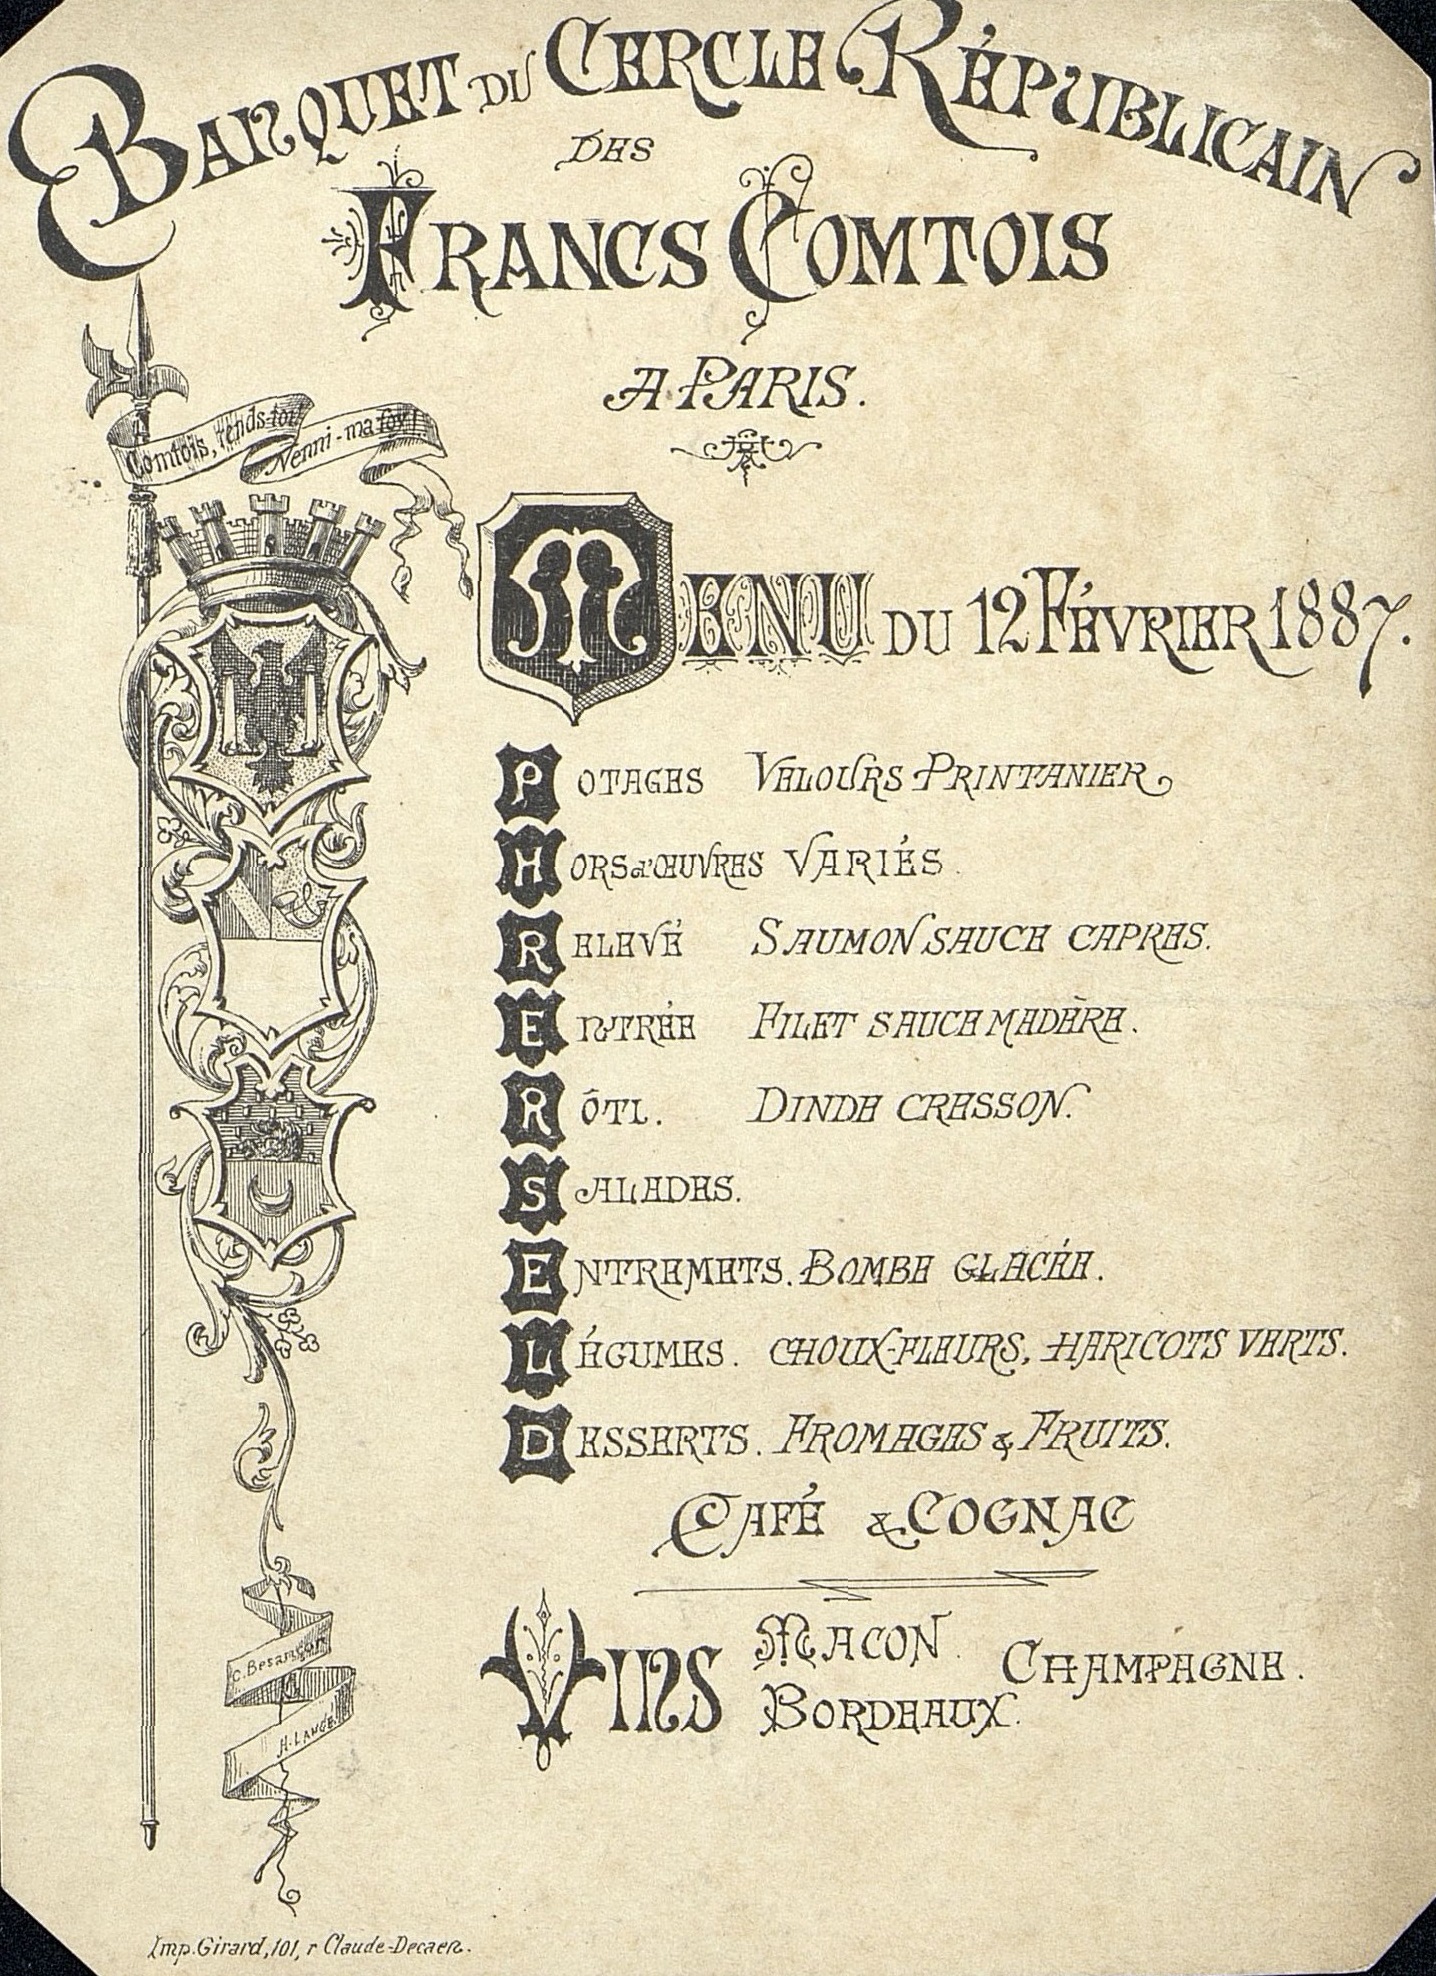 Banquet du Cercle Républicain
des
Francs Comtois
A Paris.
Comtois, rends-toi!
Nenni-ma foy!
Menu du 12 Février 1887.
Potages Velours Printanier
Hors d'œuvres Variés.
Relevé Saumon sauce capres.
Entrée Filet sauce madère.
Rôti. Dinde cresson.
Salades.
Entremets. Bombe glacée.
Légumes. choux-fleurs, haricots verts.
Desserts. Fromages & Fruits.
Café & Cognac
Vins
Macon
Bordeaux.
Champagne.
C. Besançon
H. Laude
Imp. Girard, 101, r Claude-Decaen.